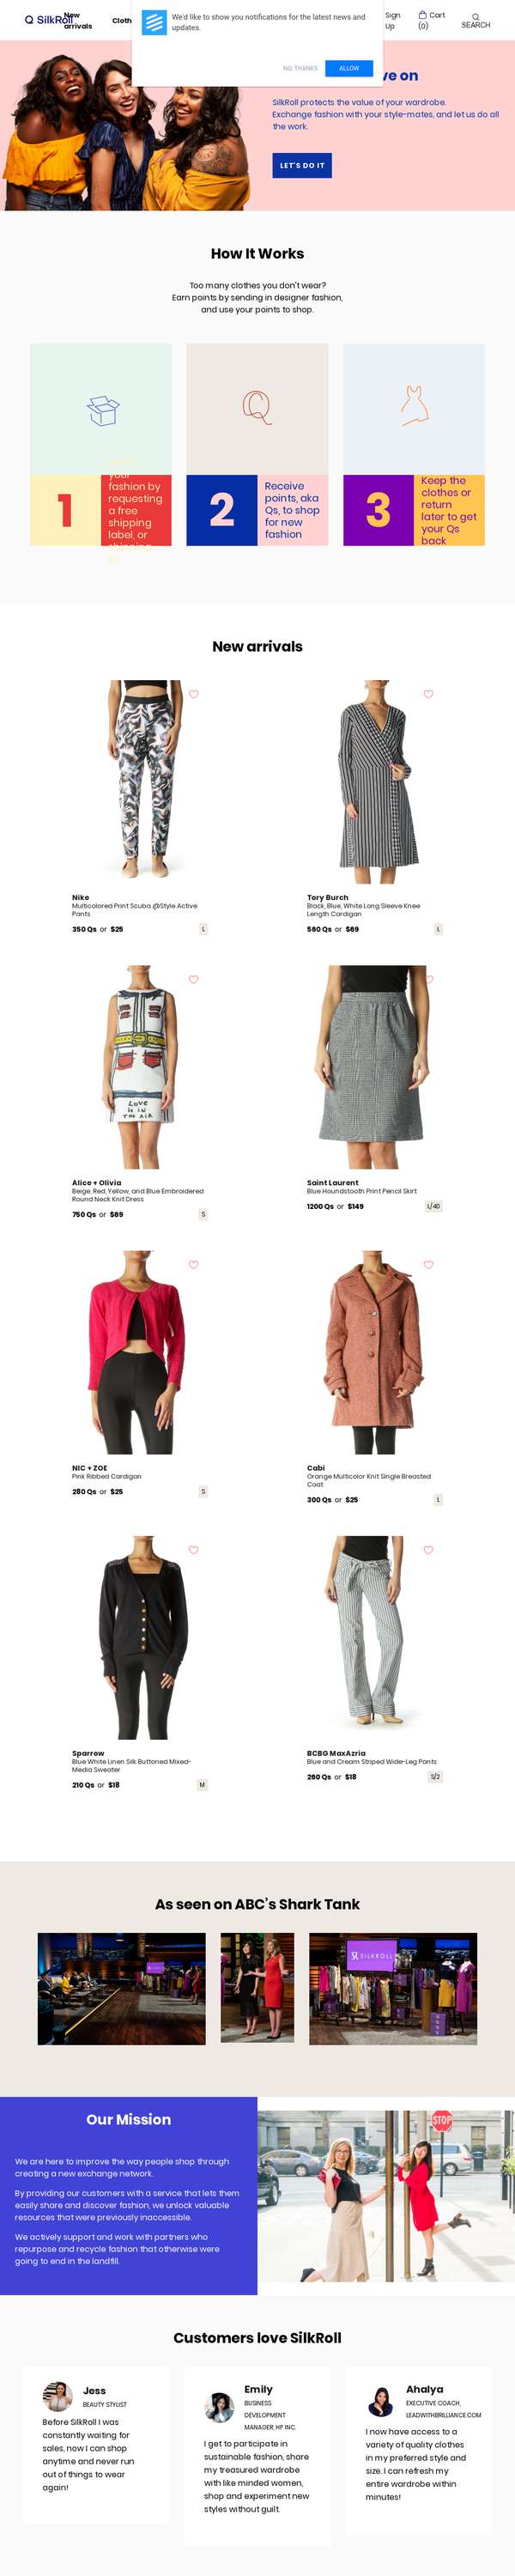 SilkRoll
New arrivals
Cloth
We'd like to show you notifications for the latest news and
updates.
NO, THANKS
ALLOW
Sign Up
Cart (0)
SEARCH
ve on
SilkRoll protects the value of your wardrobe.
Exchange fashion with your style-mates, and let us do all
the work.
LET'S DO IT
How It Works
Too many clothes you don't wear?
Earn points by sending in designer fashion,
and use your points to shop.
1
your
fashion by
requesting
a free
shipping
label, or
shipping
kit
2
Receive
points, aka
Qs, to shop
for new
fashion
3
Keep the
clothes or
return
later to get
your Qs
back
New arrivals
Nike
Multicolored Print Scuba @Style Active
Pants
350 Qs or $25
L
Tory Burch
Black, Blue, White Long Sleeve Knee
Length Cardigan
560 Qs or $69
L
LOVE
IS IN
THE AIR
Alice + Olivia
Beige, Red, Yellow, and Blue Embroidered
Round Neck Knit Dress
750 Qs or $89
S
Saint Laurent
Blue Houndstooth Print Pencil Skirt
1200 Qs or $149
L/40
NIC + ZOE
Pink Ribbed Cardigan
280 Qs or $25
S
Cabi
Orange Multicolor Knit Single Breasted
Coat
300 Qs or $25
L
Sparrow
Blue White Linen Silk Buttoned Mixed-
Media Sweater
210 Qs or $18
M
BCBG MaxAzria
Blue and Cream Striped Wide-Leg Pants
260 Qs or $18
S/2
As seen on ABC's Shark Tank
SILKROLL
Our Mission
We are here to improve the way people shop through
creating a new exchange network.
By providing our customers with a service that lets them
easily share and discover fashion, we unlock valuable
resources that were previously inaccessible.
We actively support and work with partners who
repurpose and recycle fashion that otherwise were
going to end in the landfill.
STOP
Customers love SilkRoll
Jess
BEAUTY STYLIST
Before SilkRoll I was
constantly waiting for
sales, now I can shop
anytime and never run
out of things to wear
again!
Emily
BUSINESS
DEVELOPMENT
MANAGER, HP INC.
I get to participate in
sustainable fashion, share
my treasured wardrobe
with like minded women,
shop and experiment new
styles without guilt.
Ahalya
EXECUTIVE COACH,
LEADWITHBRILLIANCE.COM
I now have access to a
variety of quality clothes
in my preferred style and
size. I can refresh my
entire wardrobe within
minutes!